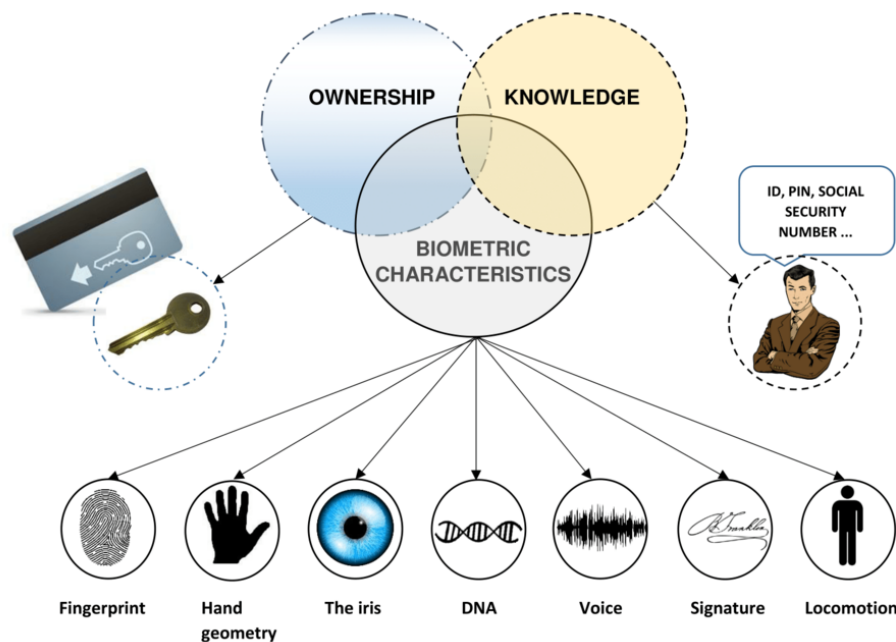 OWNERSHIP
KNOWLEDGE
BIOMETRIC
CHARACTERISTICS
ID, PIN, SOCIAL
SECURITY
NUMBER ...
Fingerprint
Hand
geometry
The iris
DNA
Voice
Signature
Locomotion